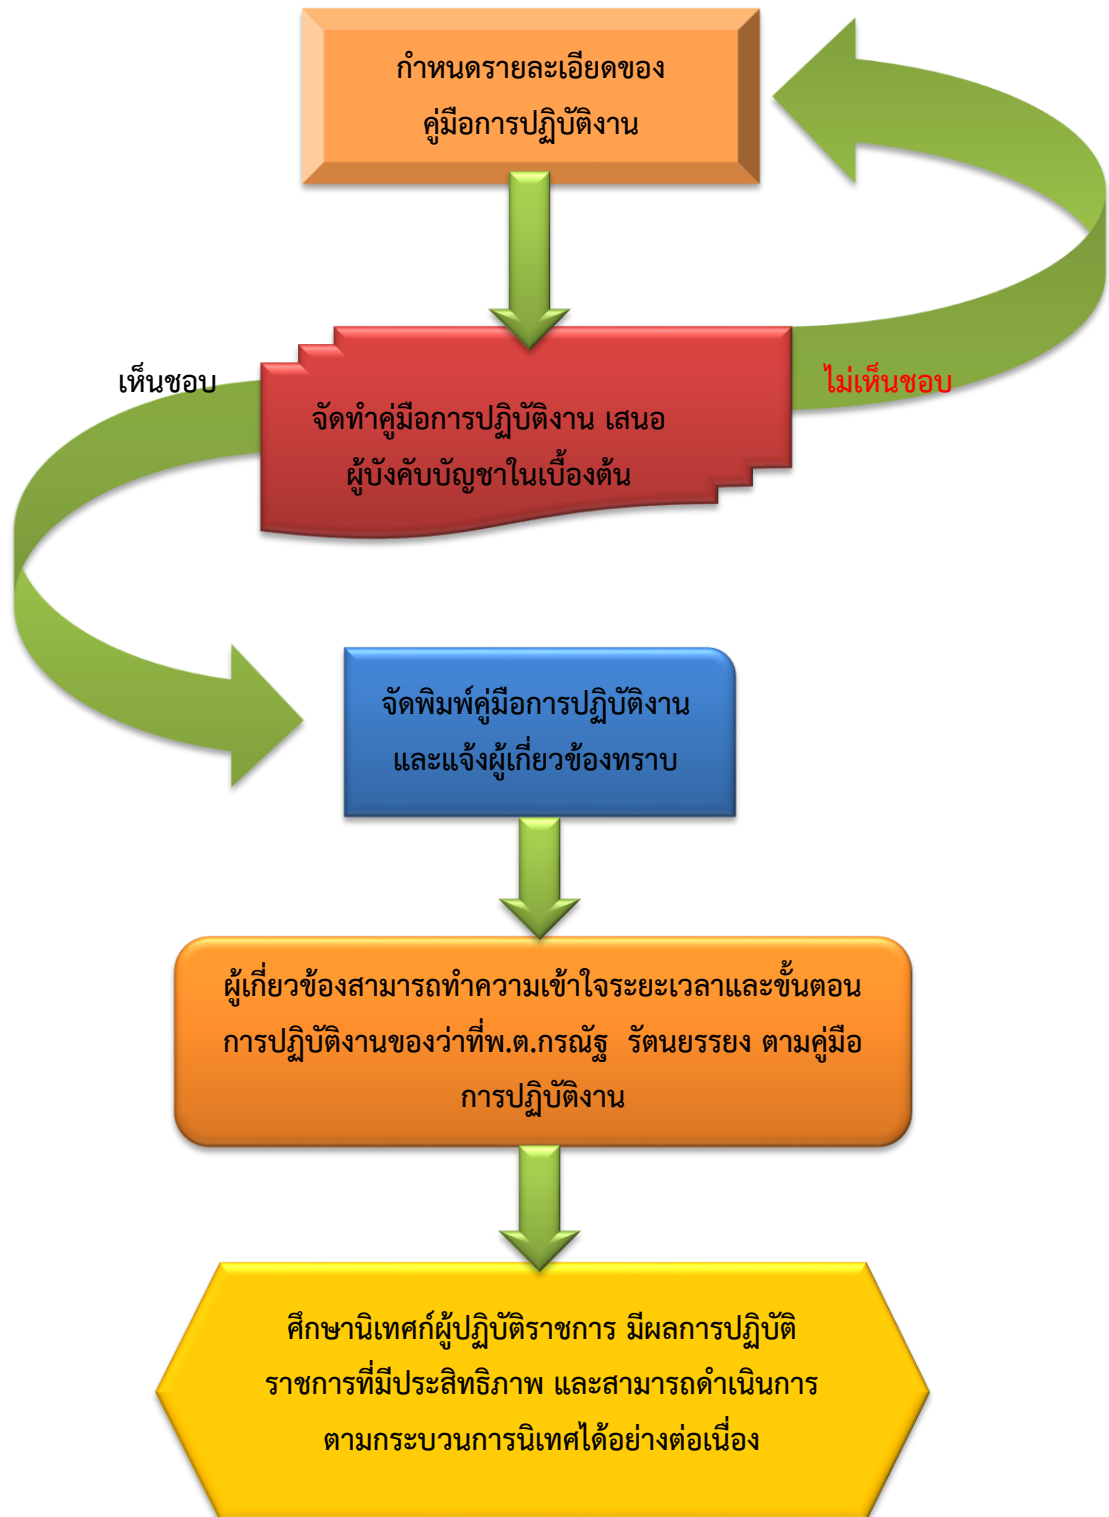 กำหนดรายละเอียดของ
คู่มือการปฏิบัติงาน
เห็นชอบ
ไม่เห็นชอบ
จัดทำคู่มือการปฏิบัติงาน เสนอ
ผู้บังคับบัญชาในเบื้องต้น
จัดพิมพ์คู่มือการปฏิบัติงาน
และแจ้งผู้เกี่ยวข้องทราบ
ผู้เกี่ยวข้องสามารถทำความเข้าใจระยะเวลาและขั้นตอน
การปฏิบัติงานของว่าที่พ.ต.กรณัฐ รัตนยรรยง ตามคู่มือ
การปฏิบัติงาน
ศึกษานิเทศก์ผู้ปฏิบัติราชการ มีผลการปฏิบัติ
ราชการที่มีประสิทธิภาพ และสามารถดำเนินการ
ตามกระบวนการนิเทศได้อย่างต่อเนื่อง